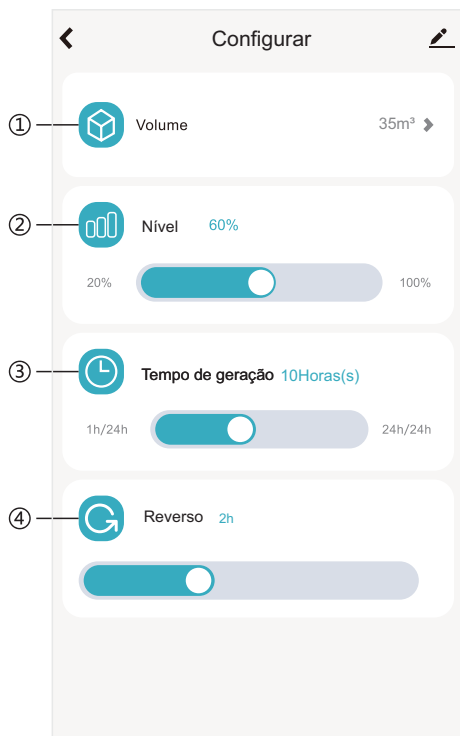 Configurar
① Volume 35m³
② Nível 60%
20% 100%
③ Tempo de geração 10Horas(s)
1h/24h 24h/24h
④ Reverso 2h